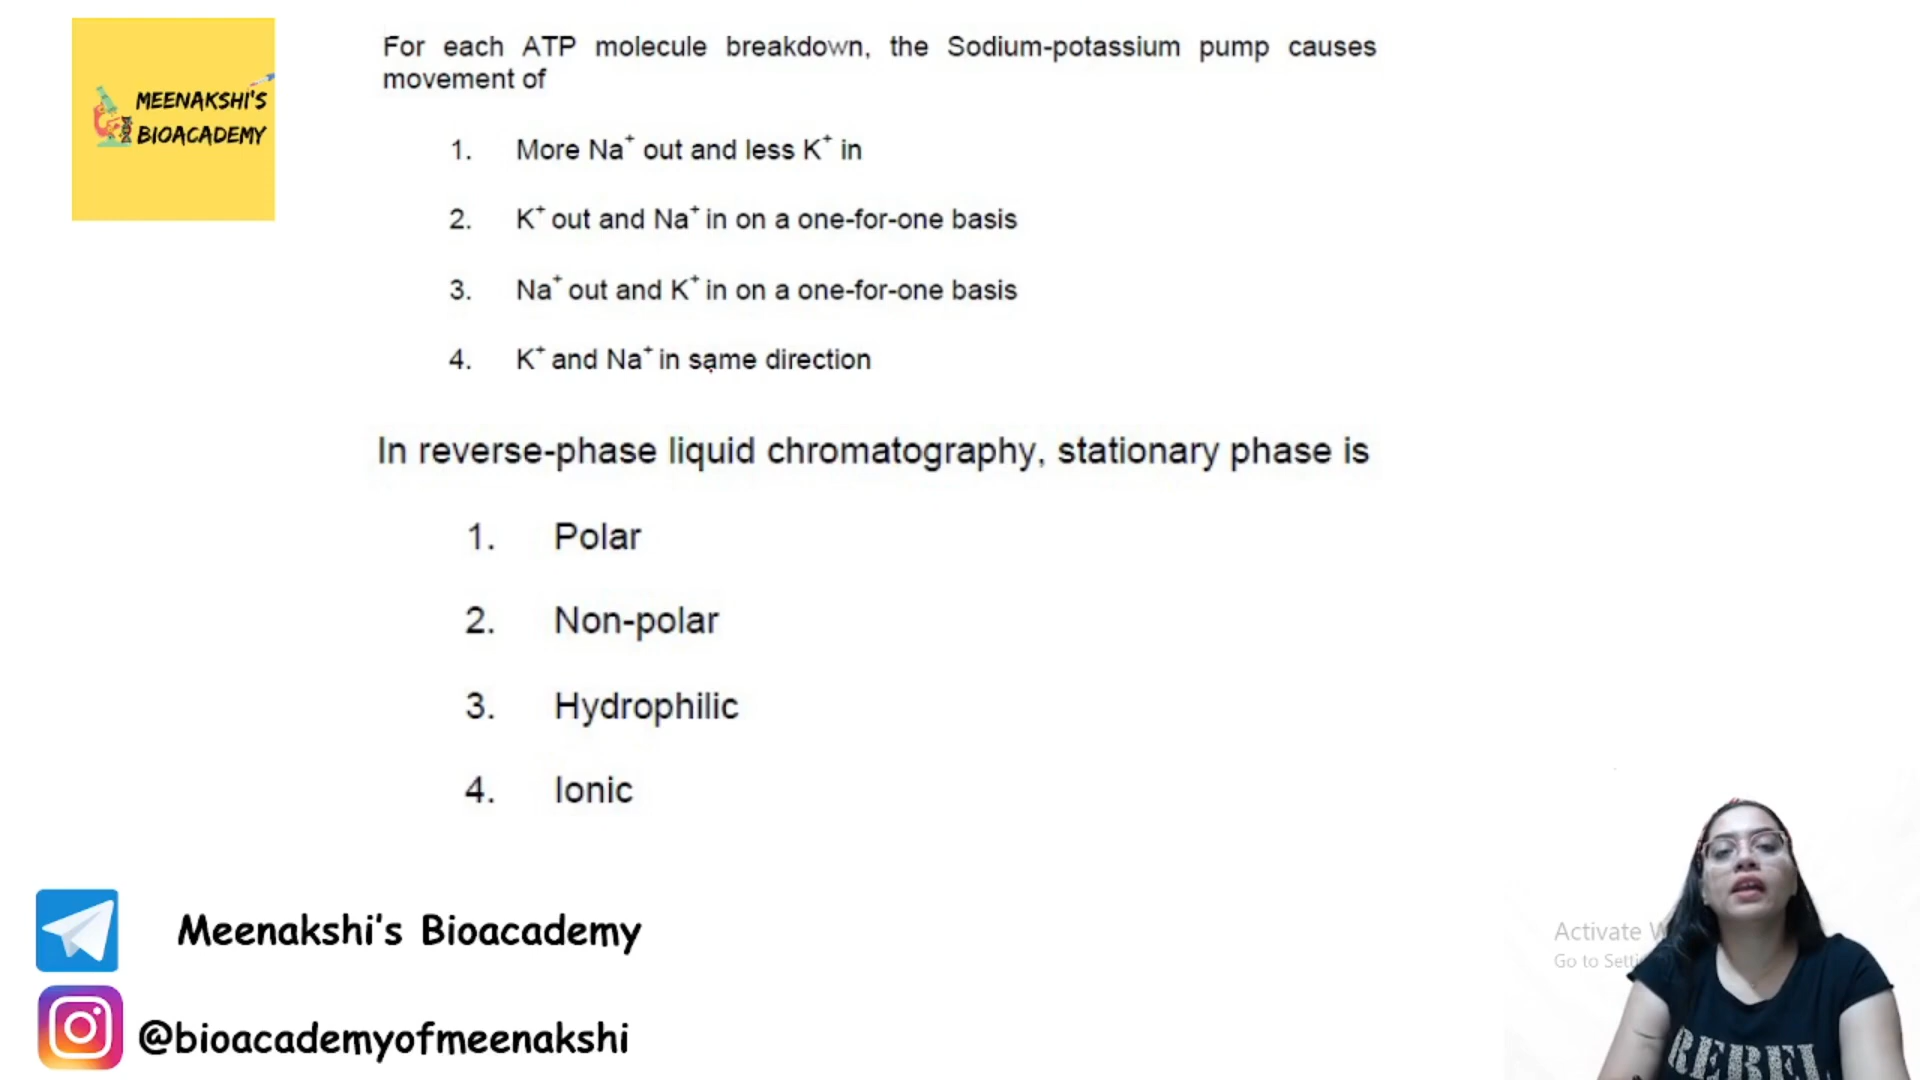 MEENAKSHI'S
BIOACADEMY
For each ATP molecule breakdown, the Sodium-potassium pump causes
movement of
1. More Na⁺ out and less K⁺ in
2. K⁺ out and Na⁺ in on a one-for-one basis
3. Na⁺ out and K⁺ in on a one-for-one basis
4. K⁺ and Na⁺ in same direction
In reverse-phase liquid chromatography, stationary phase is
1. Polar
2. Non-polar
3. Hydrophilic
4. Ionic
Meenakshi's Bioacademy
@bioacademyofmeenakshi
Activate
Go to
REBEL